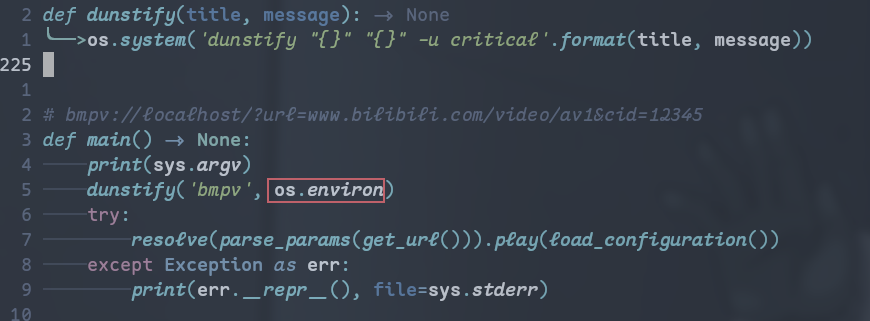 2 def dunstify(title, message): -> None
1 ╰──>os.system('dunstify "{}" "{}" -u critical'.format(title, message))
225
1
2 # bmpv://localhost/?url=www.bilibili.com/video/av1&cid=12345
3 def main() -> None:
4 print(sys.argv)
5 dunstify('bmpv', os.environ)
6 try:
7 resolve(parse_params(get_url())).play(load_configuration())
8 except Exception as err:
9 print(err.__repr__(), file=sys.stderr)
10